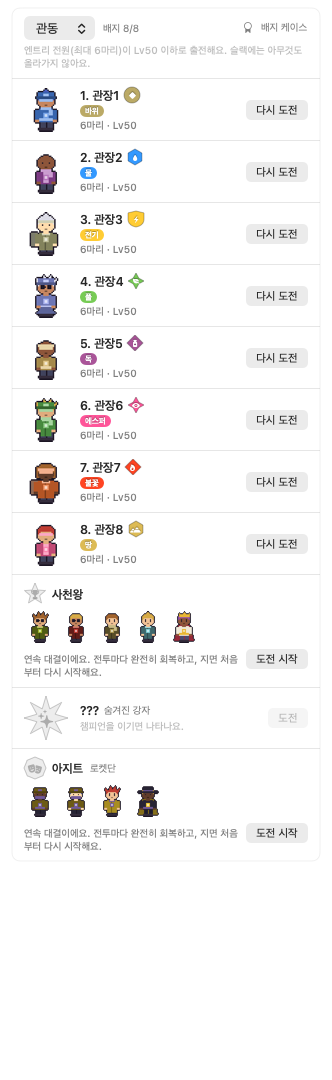 관동
배지 8/8
배지 케이스
엔트리 전원(최대 6마리)이 Lv50 이하로 출전해요. 술랙에는 아무것도
올라가지 않아요.
1. 관장1
바위
6마리 · Lv50
다시 도전
2. 관장2
물
6마리 · Lv50
다시 도전
3. 관장3
전기
6마리 · Lv50
다시 도전
4. 관장4
풀
6마리 · Lv50
다시 도전
5. 관장5
독
6마리 · Lv50
다시 도전
6. 관장6
에스퍼
6마리 · Lv50
다시 도전
7. 관장7
불꽃
6마리 · Lv50
다시 도전
8. 관장8
땅
6마리 · Lv50
다시 도전
사천왕
연속 대결이에요. 전투마다 완전히 회복하고, 지면 처음
부터 다시 시작해요.
도전 시작
??? 숨겨진 강자
챔피언을 이기면 나타나요.
도전
아지트 로켓단
연속 대결이에요. 전투마다 완전히 회복하고, 지면 처음
부터 다시 시작해요.
도전 시작